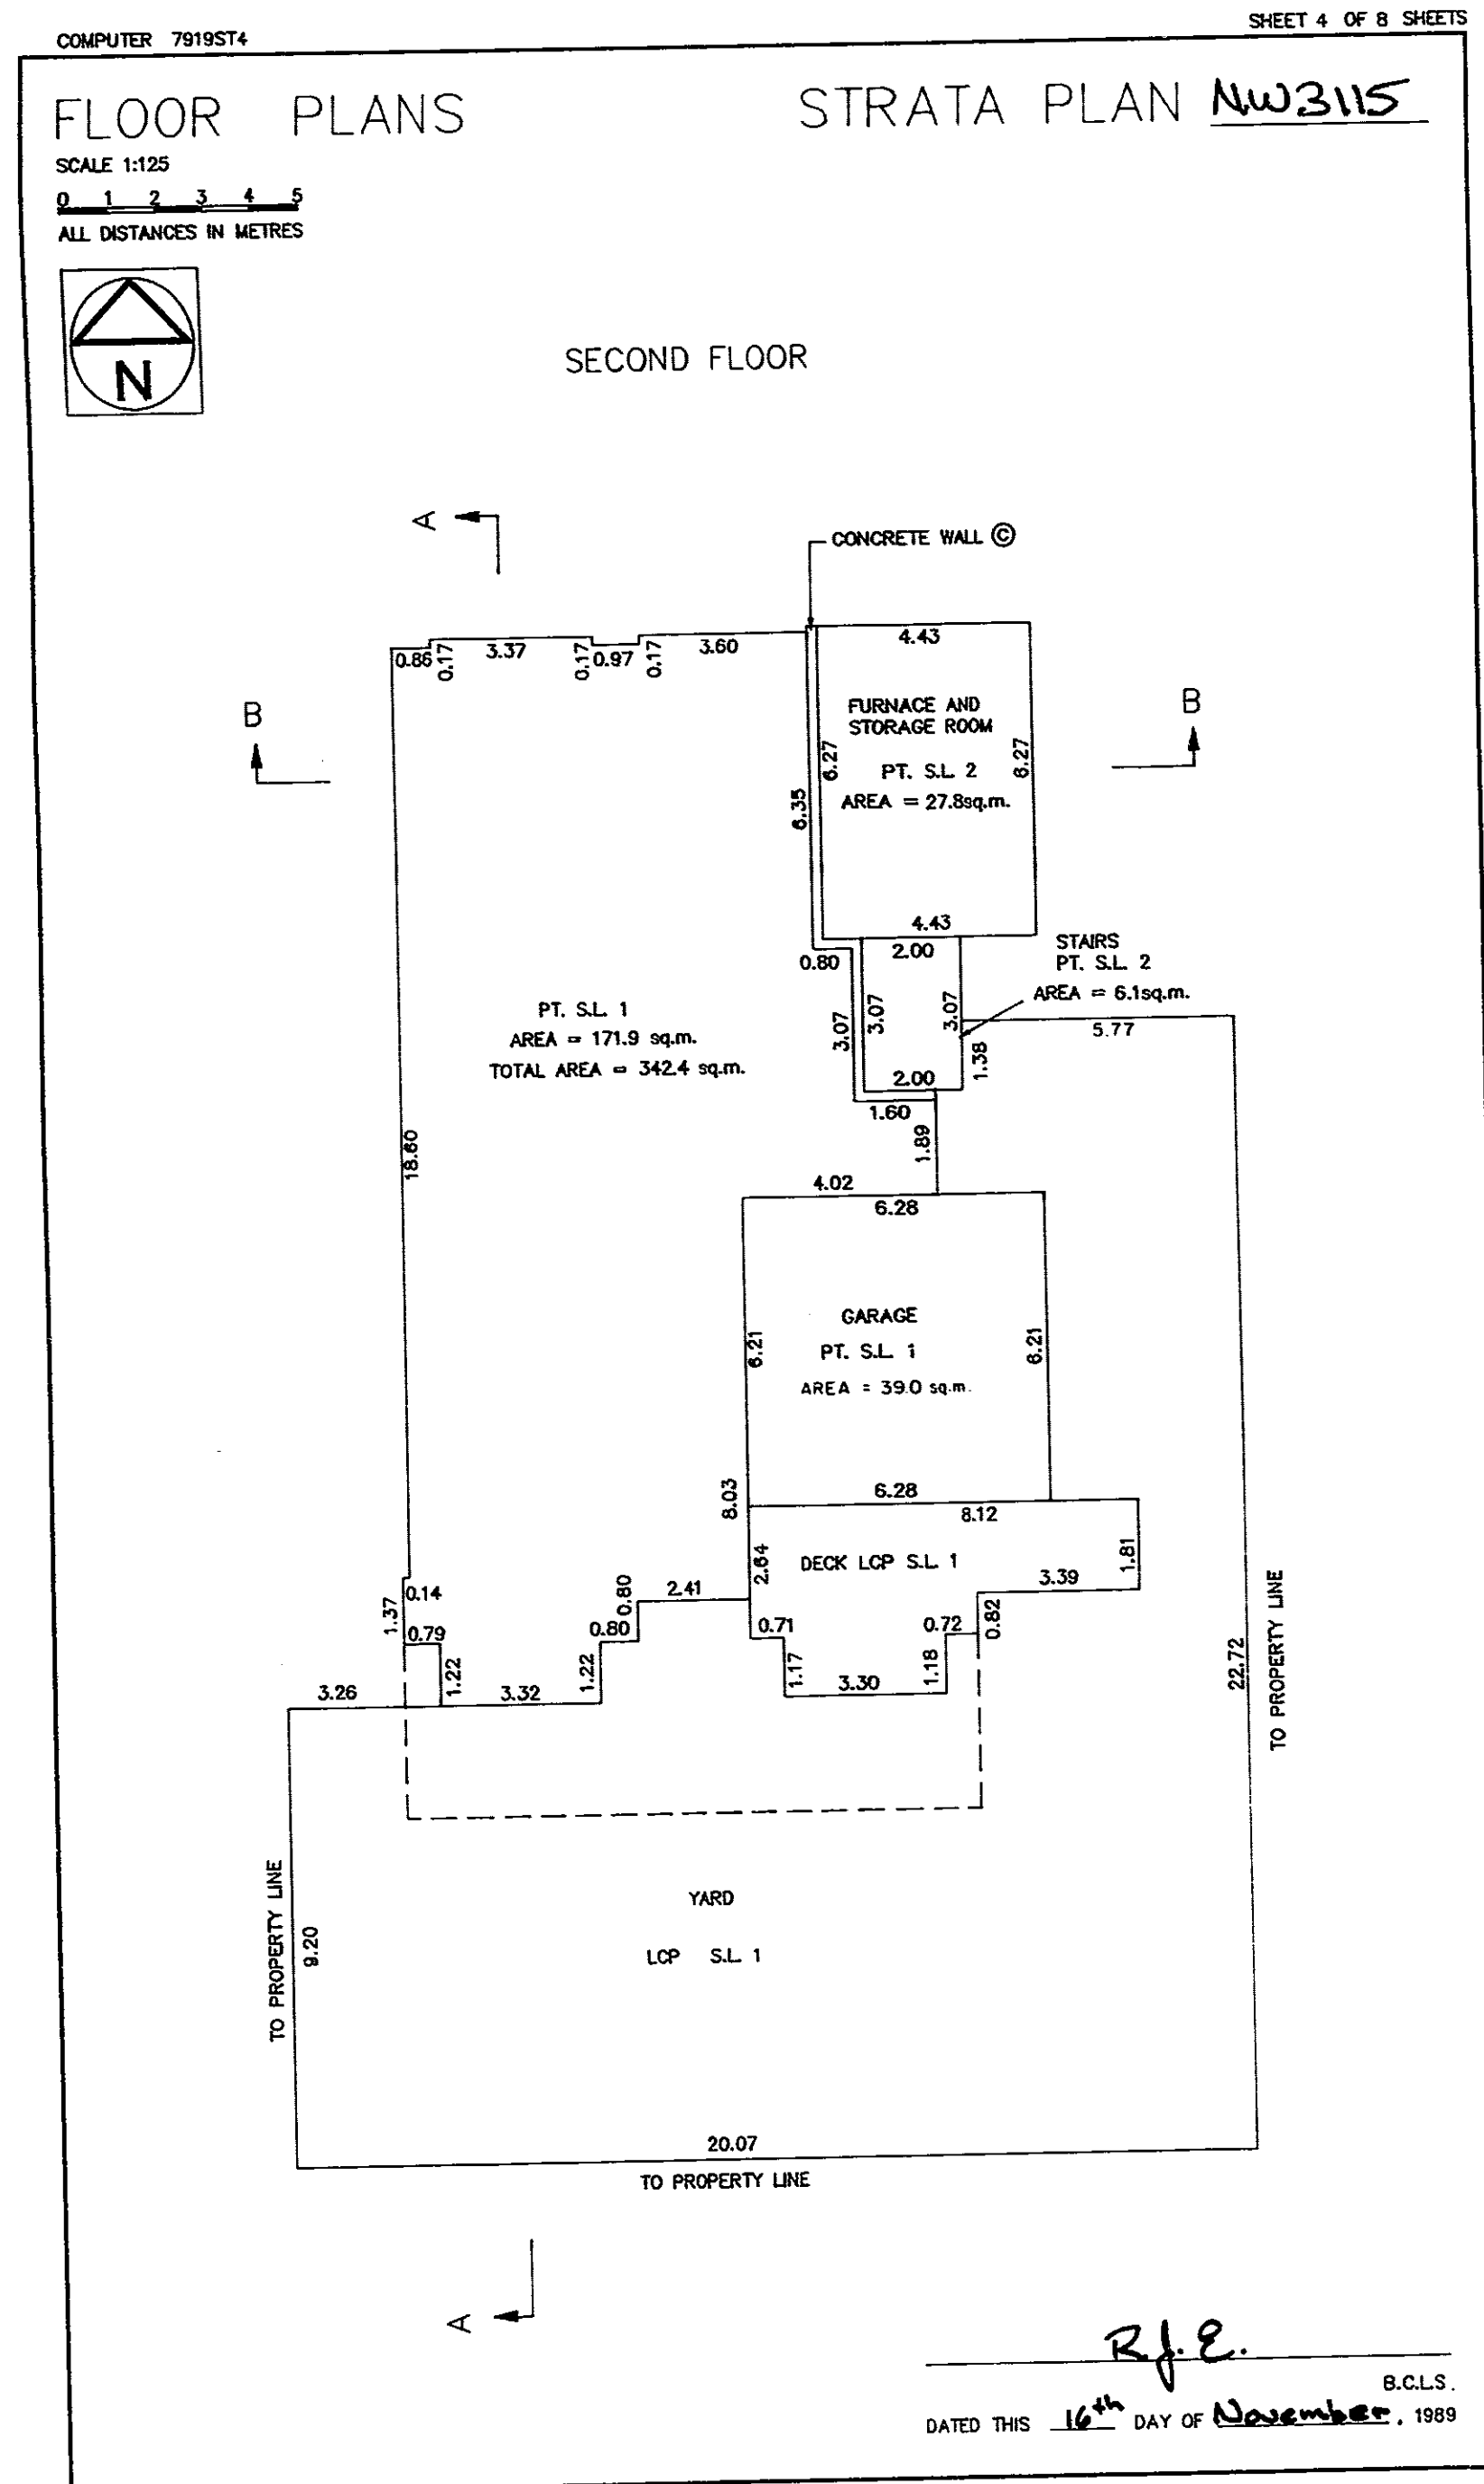 COMPUTER 7919ST4
SHEET 4 OF 8 SHEETS
FLOOR PLANS
STRATA PLAN NW3115
SCALE 1:125
0 1 2 3 4 5
ALL DISTANCES IN METRES
N
SECOND FLOOR
A
CONCRETE WALL ©
0.86
0.17
3.37
0.17
0.97
0.17
3.60
4.43
B
B
FURNACE AND
STORAGE ROOM
PT. S.L. 2
AREA = 27.8sq.m.
6.27
6.27
6.35
4.43
2.00
0.80
STAIRS
PT. S.L. 2
AREA = 6.1sq.m.
3.07
3.07
3.07
5.77
1.38
PT. S.L. 1
AREA = 171.9 sq.m.
TOTAL AREA = 342.4 sq.m.
2.00
1.60
1.89
18.60
4.02
6.28
GARAGE
PT. S.L. 1
AREA = 39.0 sq.m.
6.21
6.21
6.28
8.03
8.12
DECK LCP S.L. 1
2.64
1.81
3.39
0.14
1.37
0.79
1.22
0.80
2.41
0.80
1.22
0.71
1.17
0.72
0.82
1.18
3.26
3.32
3.30
22.72
TO PROPERTY LINE
YARD
LCP S.L. 1
TO PROPERTY LINE
9.20
20.07
TO PROPERTY LINE
A
R.J.E.
B.C.L.S.
DATED THIS 16th DAY OF November, 1989